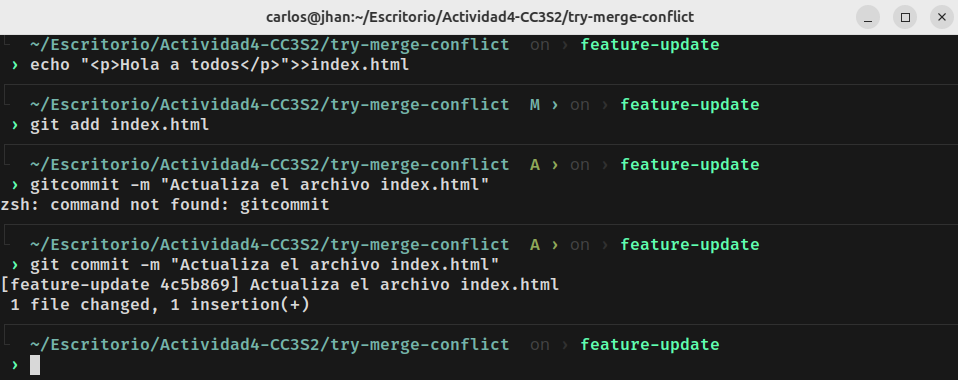 carlos@jhan:~/Escritorio/Actividad4-CC3S2/try-merge-conflict
~/Escritorio/Actividad4-CC3S2/try-merge-conflict on › feature-update
› echo "<p>Hola a todos</p>">>index.html
~/Escritorio/Actividad4-CC3S2/try-merge-conflict M › on › feature-update
› git add index.html
~/Escritorio/Actividad4-CC3S2/try-merge-conflict A › on › feature-update
› gitcommit -m "Actualiza el archivo index.html"
zsh: command not found: gitcommit
~/Escritorio/Actividad4-CC3S2/try-merge-conflict A › on › feature-update
› git commit -m "Actualiza el archivo index.html"
[feature-update 4c5b869] Actualiza el archivo index.html
1 file changed, 1 insertion(+)
~/Escritorio/Actividad4-CC3S2/try-merge-conflict on › feature-update
›